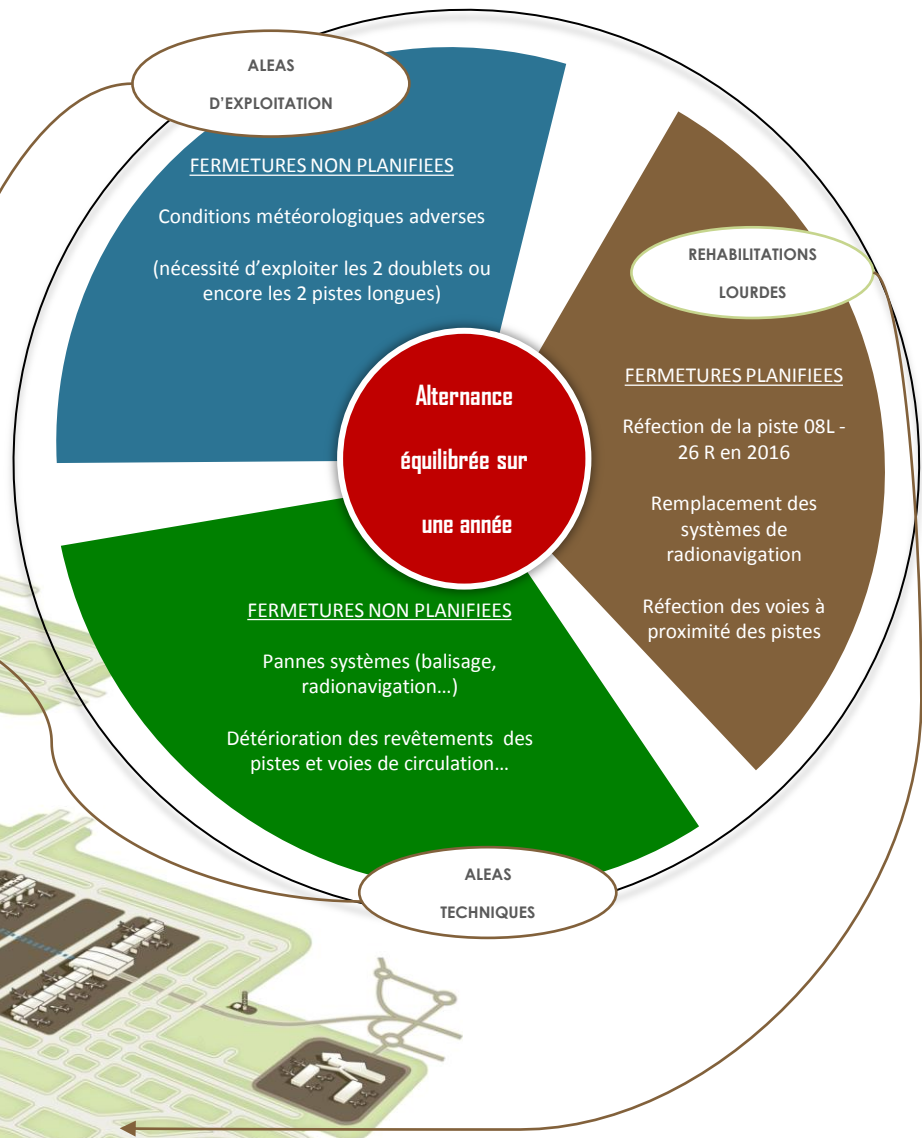 ALEAS
D'EXPLOITATION
FERMETURES NON PLANIFIEES
Conditions météorologiques adverses
(nécessité d'exploiter les 2 doublets ou
encore les 2 pistes longues)
REHABILITATIONS
LOURDES
FERMETURES PLANIFIEES
Réfection de la piste 08L -
26 R en 2016
Remplacement des
systèmes de
radionavigation
Réfection des voies à
proximité des pistes
Alternance
équilibrée sur
une année
FERMETURES NON PLANIFIEES
Pannes systèmes (balisage,
radionavigation...)
Détérioration des revêtements des
pistes et voies de circulation...
ALEAS
TECHNIQUES